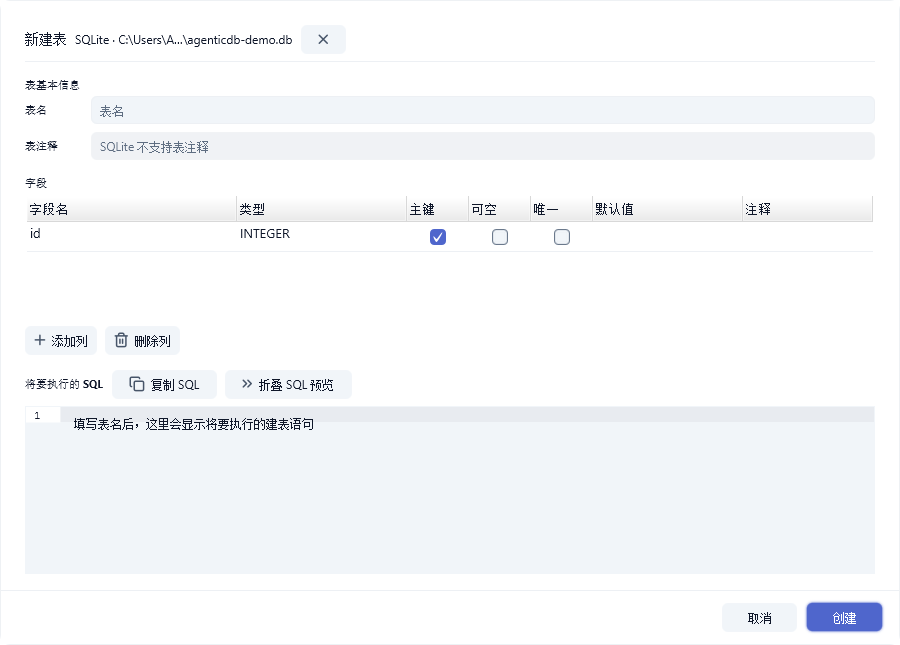 新建表 SQLite · C:\Users\A...\agenticdb-demo.db
表基本信息
表名 表名
表注释 SQLite 不支持表注释
字段
字段名 类型 主键 可空 唯一 默认值 注释
id INTEGER
添加列 删除列
将要执行的 SQL 复制 SQL 折叠 SQL 预览
1 填写表名后，这里会显示将要执行的建表语句
取消 创建